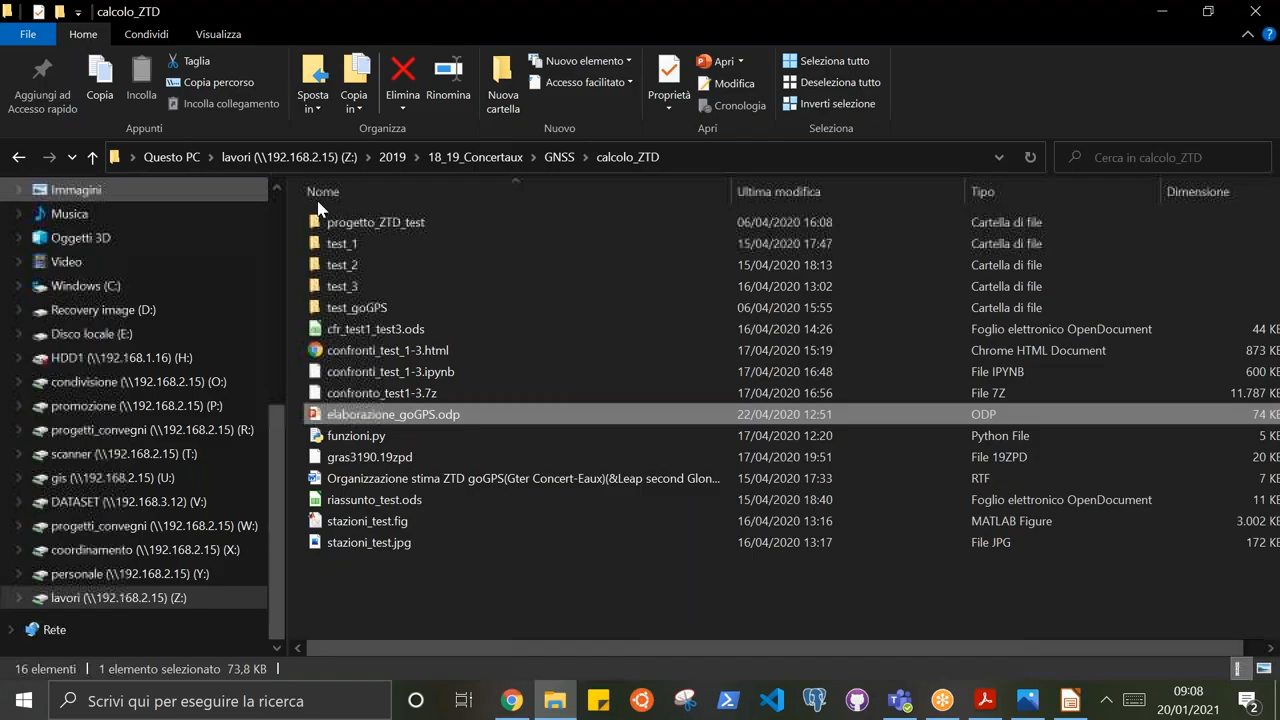 calcolo_ZTD
File Home Condividi Visualizza
Aggiungi ad Accesso rapido
Copia
Incolla
Taglia
Copia percorso
Incolla collegamento
Appunti
Sposta in
Copia in
Elimina
Rinomina
Organizza
Nuova cartella
Nuovo elemento
Accesso facilitato
Nuovo
Proprietà
Apri
Modifica
Cronologia
Apri
Seleziona tutto
Deseleziona tutto
Inverti selezione
Selezione
Questo PC > lavori (\\192.168.2.15) (Z:) > 2019 > 18_19_Concertaux > GNSS > calcolo_ZTD
Cerca in calcolo_ZTD
Immagini
Musica
Oggetti 3D
Video
Windows (C:)
Recovery image (D:)
Disco locale (E:)
HDD1 (\\192.168.1.16) (H:)
condivisione (\\192.168.2.15) (O:)
promozione (\\192.168.2.15) (P:)
progetti_convegni (\\192.168.2.15) (R:)
scanner (\\192.168.2.15) (T:)
gis (\\192.168.2.15) (U:)
DATASET (\\192.168.3.12) (V:)
progetti_convegni (\\192.168.2.15) (W:)
coordinamento (\\192.168.2.15) (X:)
personale (\\192.168.2.15) (Y:)
lavori (\\192.168.2.15) (Z:)
Rete
Nome Ultima modifica Tipo Dimensione
progetto_ZTD_test 06/04/2020 16:08 Cartella di file
test_1 15/04/2020 17:47 Cartella di file
test_2 15/04/2020 18:13 Cartella di file
test_3 16/04/2020 13:02 Cartella di file
test_goGPS 06/04/2020 15:55 Cartella di file
cfr_test1_test3.ods 16/04/2020 14:26 Foglio elettronico OpenDocument 44 KB
confronti_test_1-3.html 17/04/2020 15:19 Chrome HTML Document 873 KB
confronti_test_1-3.ipynb 17/04/2020 16:48 File IPYNB 600 KB
confronto_test1-3.7z 17/04/2020 16:56 File 7Z 11.787 KB
elaborazione_goGPS.odp 22/04/2020 12:51 ODP 74 KB
funzioni.py 17/04/2020 12:20 Python File 5 KB
gras3190.19zpd 17/04/2020 19:51 File 19ZPD 20 KB
Organizzazione stima ZTD goGPS(Gter Concert-Eaux)(&Leap second Glon... 15/04/2020 17:33 RTF 7 KB
riassunto_test.ods 15/04/2020 18:40 Foglio elettronico OpenDocument 11 KB
stazioni_test.fig 16/04/2020 13:16 MATLAB Figure 3.002 KB
stazioni_test.jpg 16/04/2020 13:17 File JPG 172 KB
16 elementi 1 elemento selezionato 73,8 KB
Scrivi qui per eseguire la ricerca
09:08
20/01/2021
2